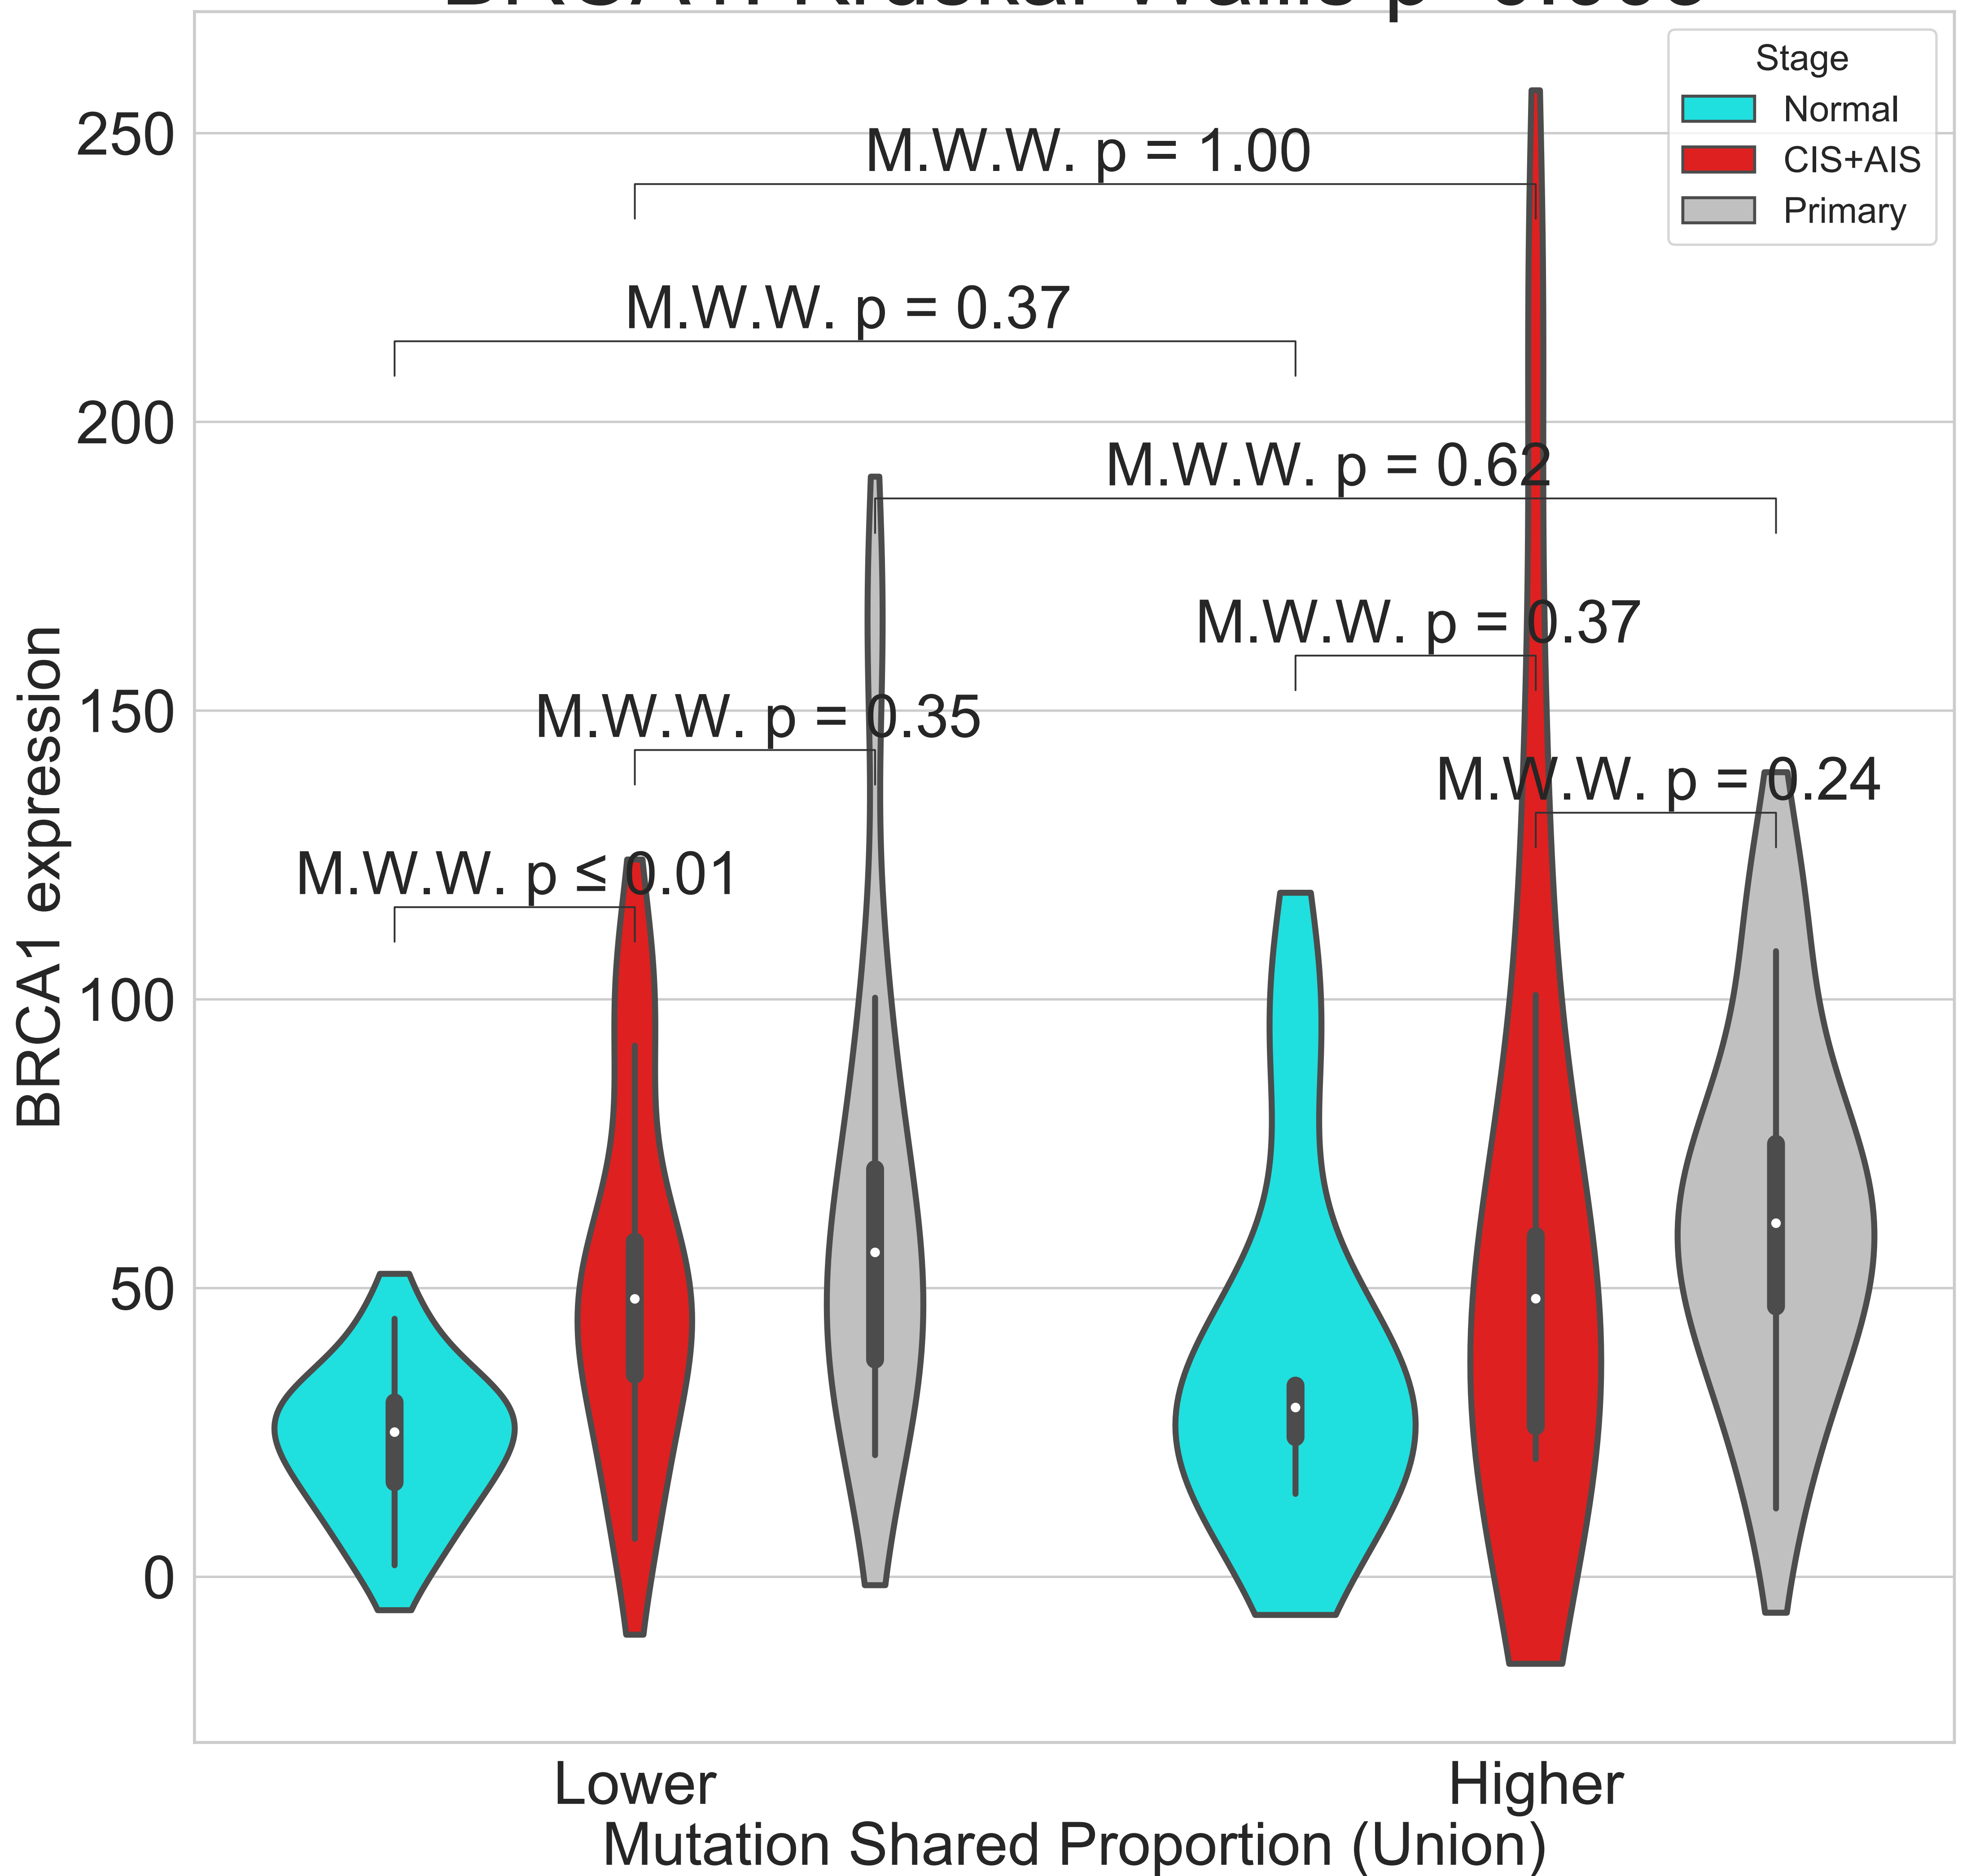 Stage
Normal
CIS+AIS
Primary
250
200
150
100
50
0
BRCA1 expression
M.W.W. p = 1.00
M.W.W. p = 0.37
M.W.W. p = 0.62
M.W.W. p = 0.37
M.W.W. p = 0.35
M.W.W. p = 0.24
M.W.W. p ≤ 0.01
Lower
Higher
Mutation Shared Proportion (Union)